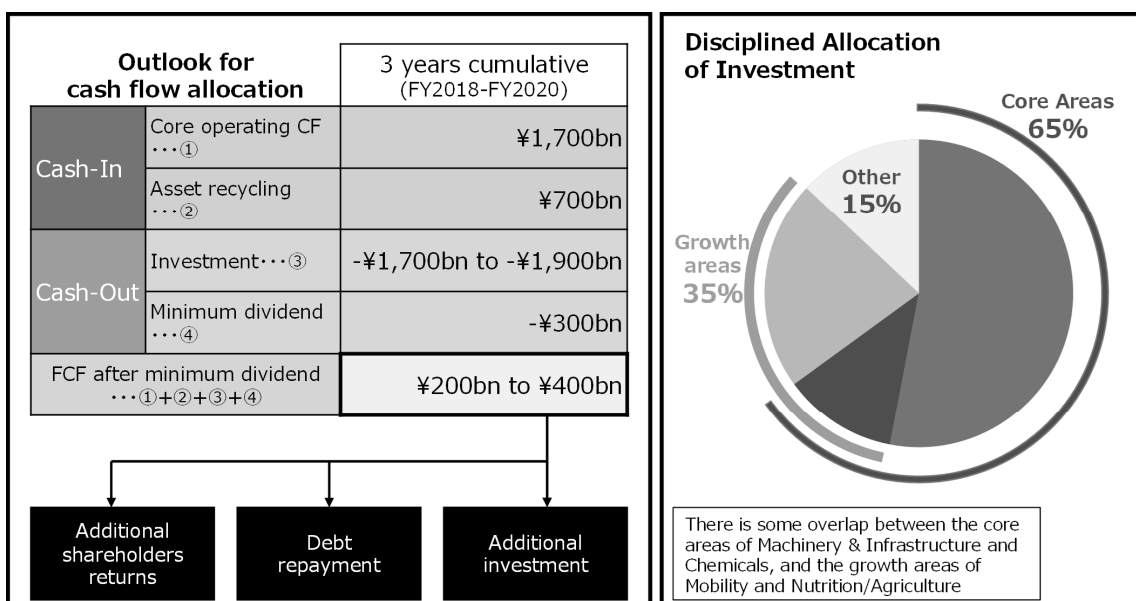 Outlook for
cash flow allocation
3 years cumulative
(FY2018-FY2020)
Cash-In
Core operating CF
･･･①
¥1,700bn
Asset recycling
･･･②
¥700bn
Cash-Out
Investment･･･③
-¥1,700bn to -¥1,900bn
Minimum dividend
･･･④
-¥300bn
FCF after minimum dividend
･･･①+②+③+④
¥200bn to ¥400bn
Additional
shareholders
returns
Debt
repayment
Additional
investment
Disciplined Allocation
of Investment
Core Areas
65%
Other
15%
Growth
areas
35%
There is some overlap between the core
areas of Machinery & Infrastructure and
Chemicals, and the growth areas of
Mobility and Nutrition/Agriculture